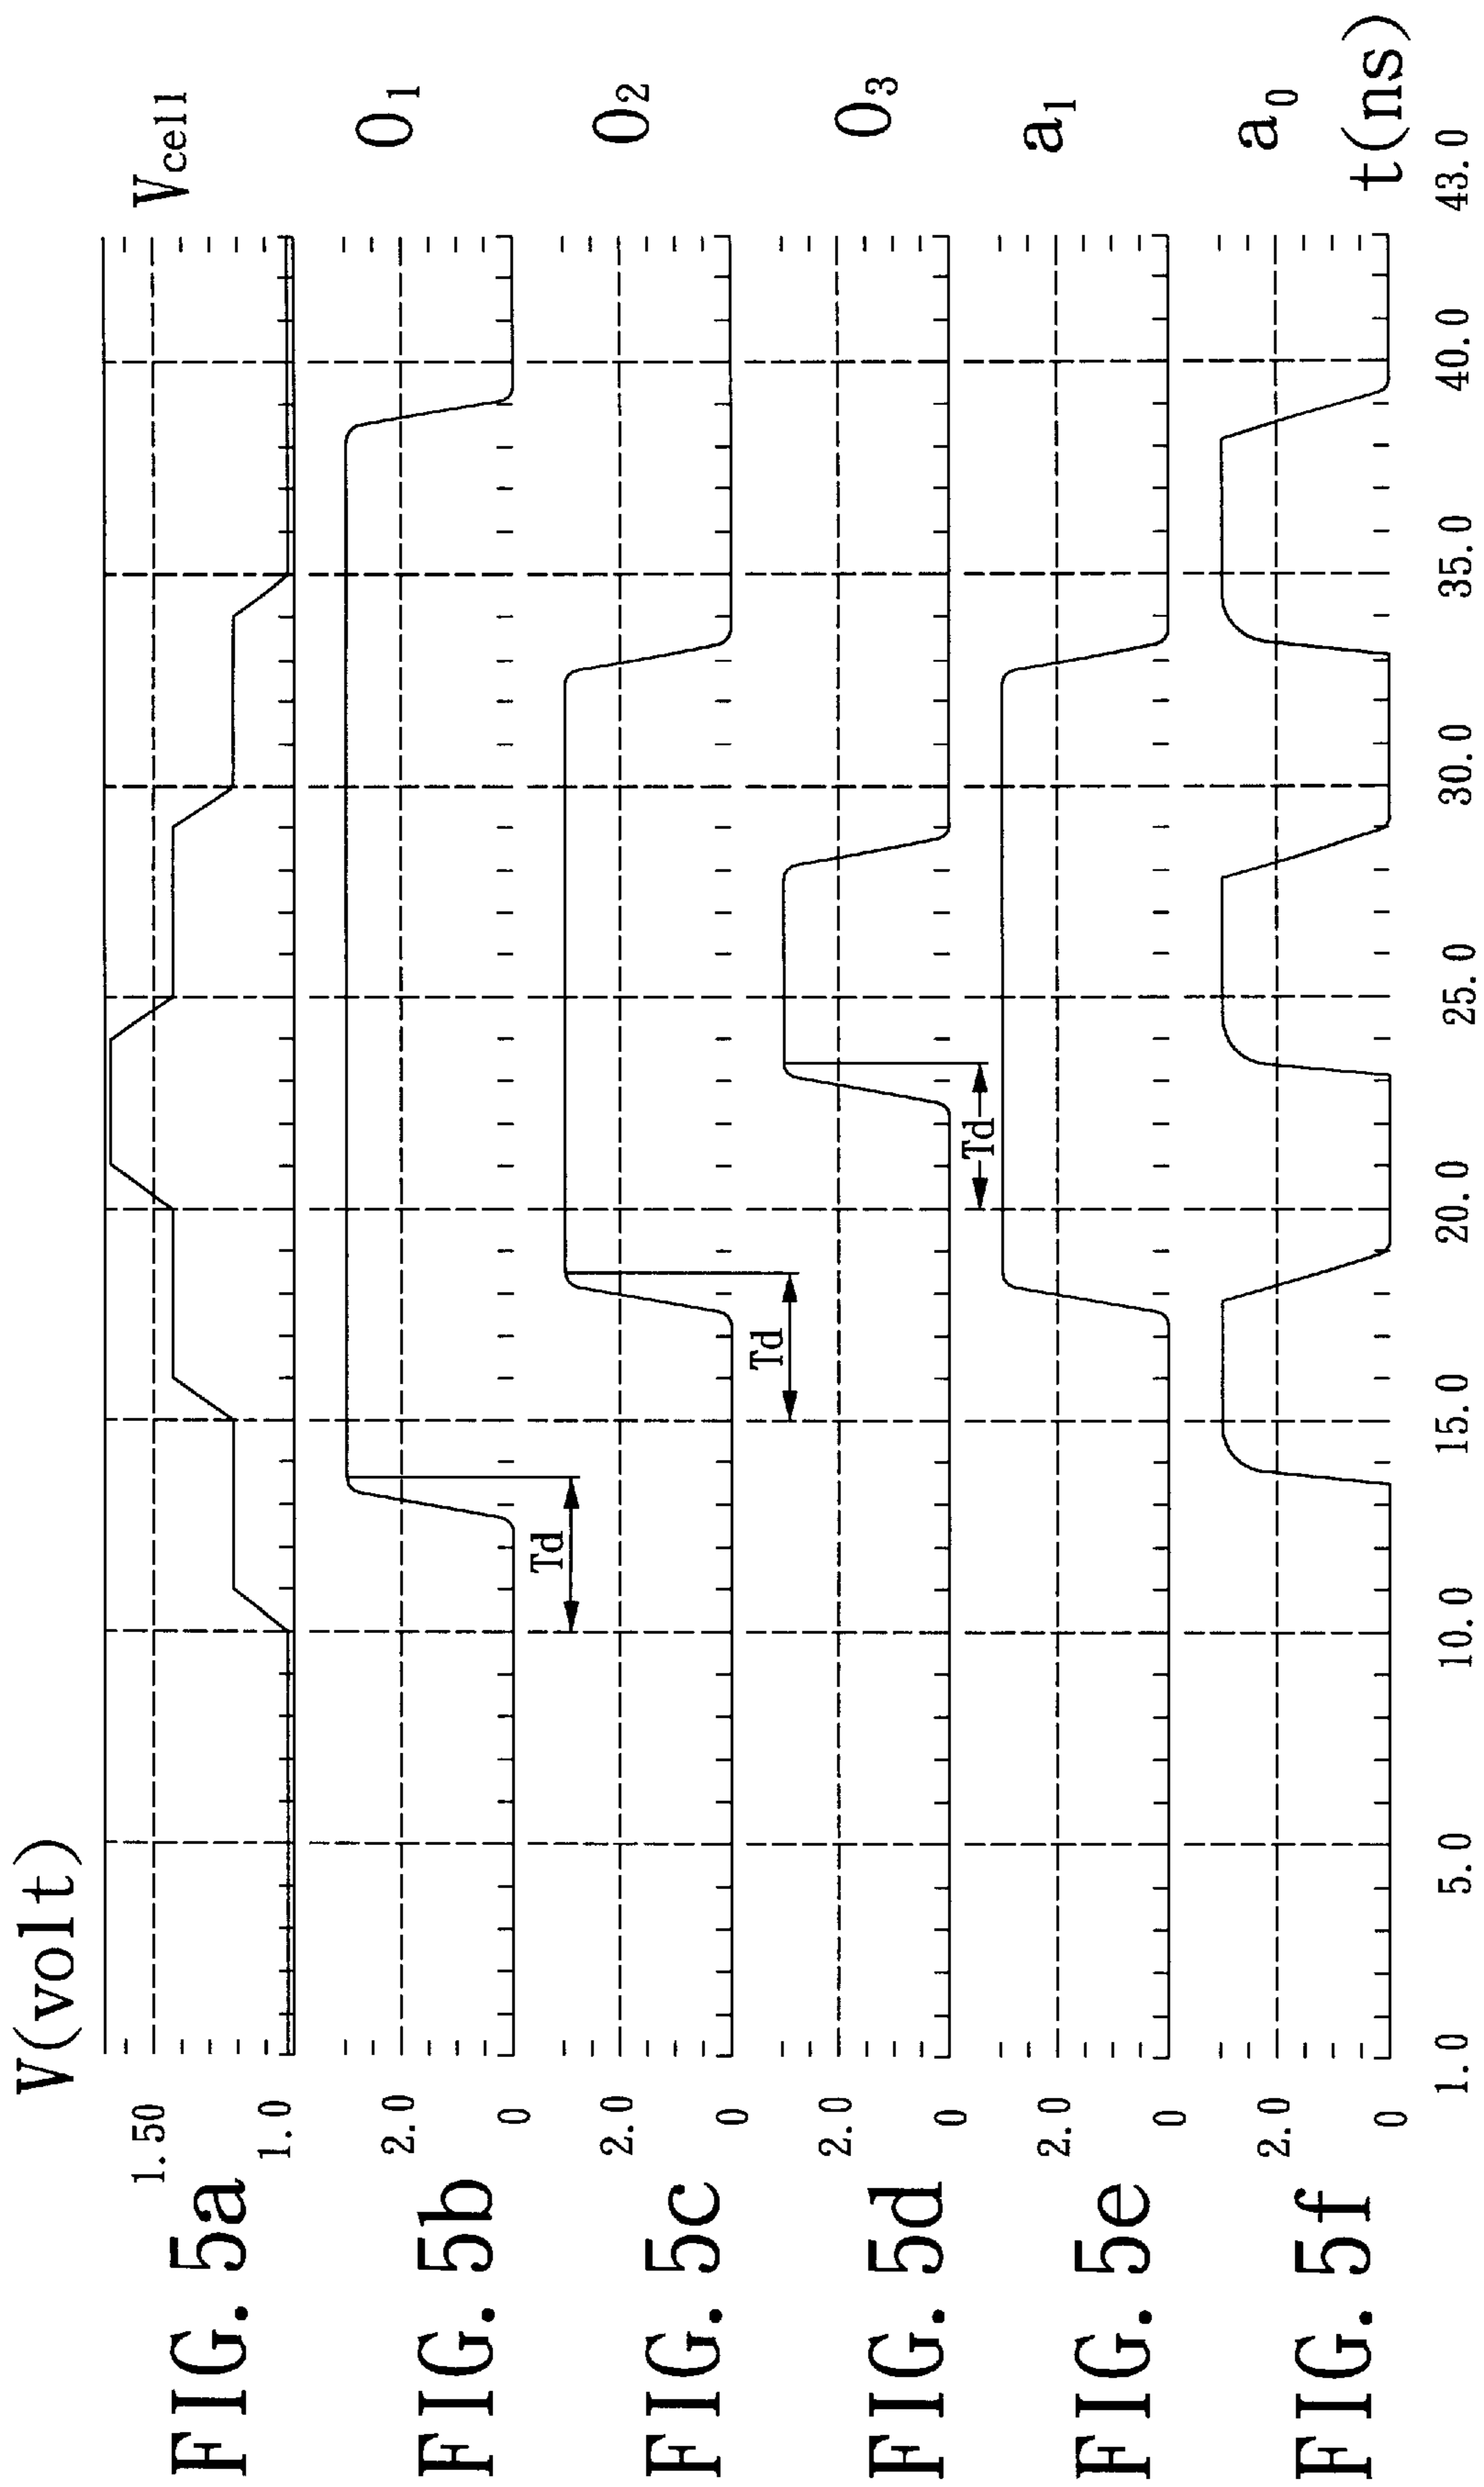 V(volt)
FIG. 5a
1.50
1.0
Vcell
FIG. 5b
2.0
0
O1
Td
FIG. 5c
2.0
0
O2
Td
FIG. 5d
2.0
0
O3
Td
FIG. 5e
2.0
0
a1
FIG. 5f
2.0
0
a0
1.0 5.0 10.0 15.0 20.0 25.0 30.0 35.0 40.0 43.0
t(ns)